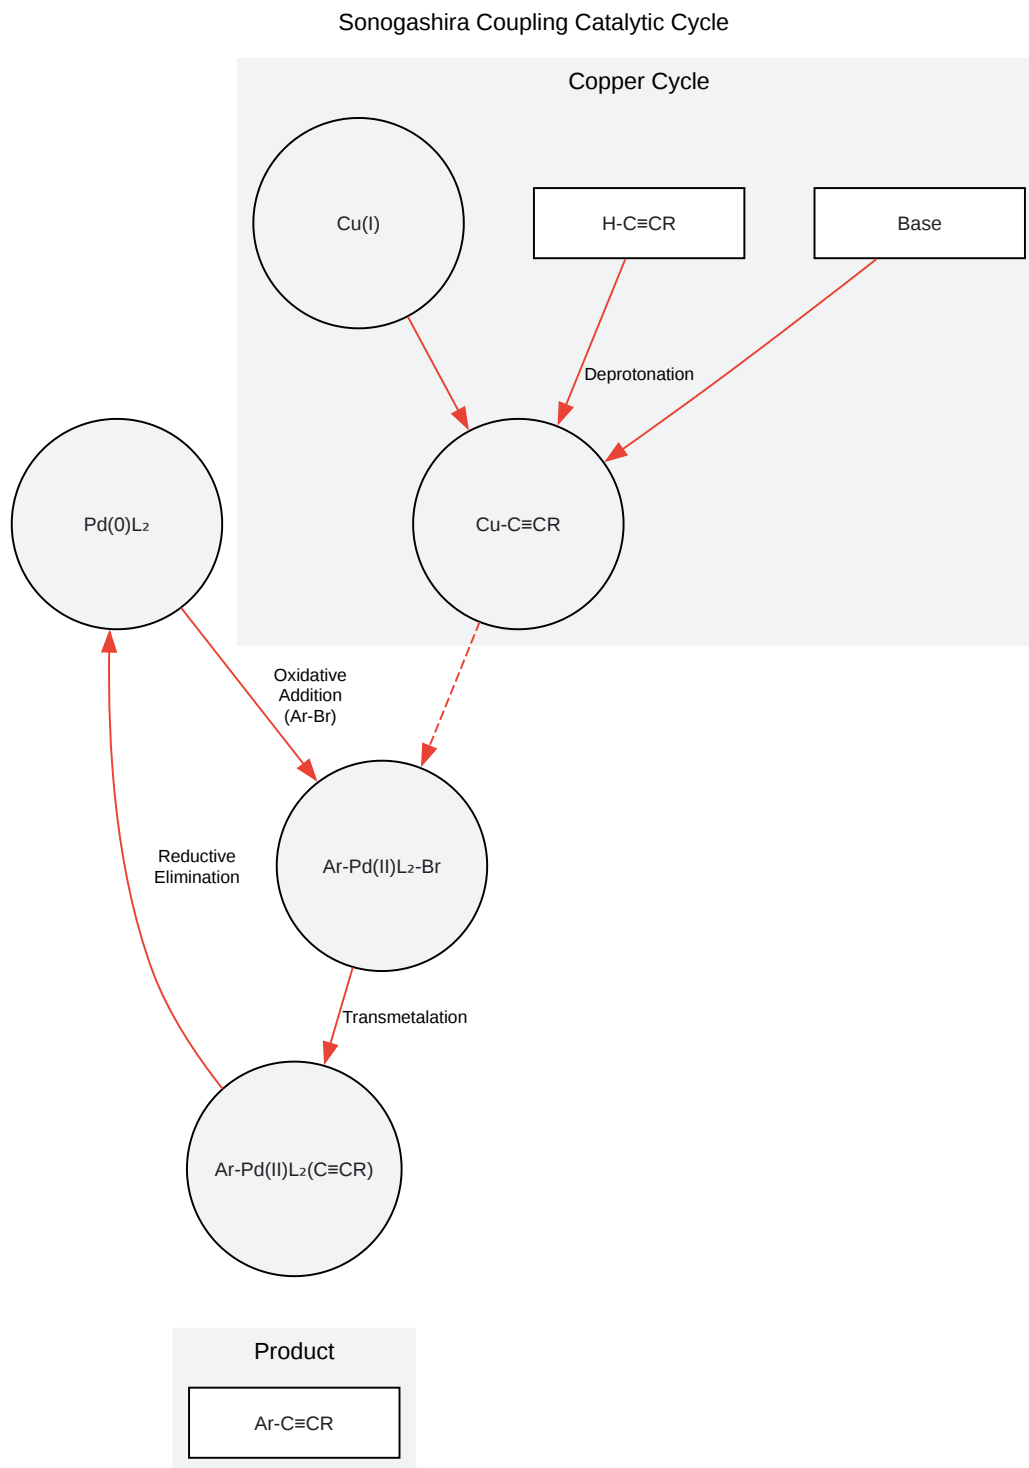 Sonogashira Coupling Catalytic Cycle
Copper Cycle
Cu(I)
H-C≡CR
Base
Deprotonation
Pd(0)L₂
Cu-C≡CR
Oxidative
Addition
(Ar-Br)
Reductive
Elimination
Ar-Pd(II)L₂-Br
Transmetalation
Ar-Pd(II)L₂(C≡CR)
Product
Ar-C≡CR